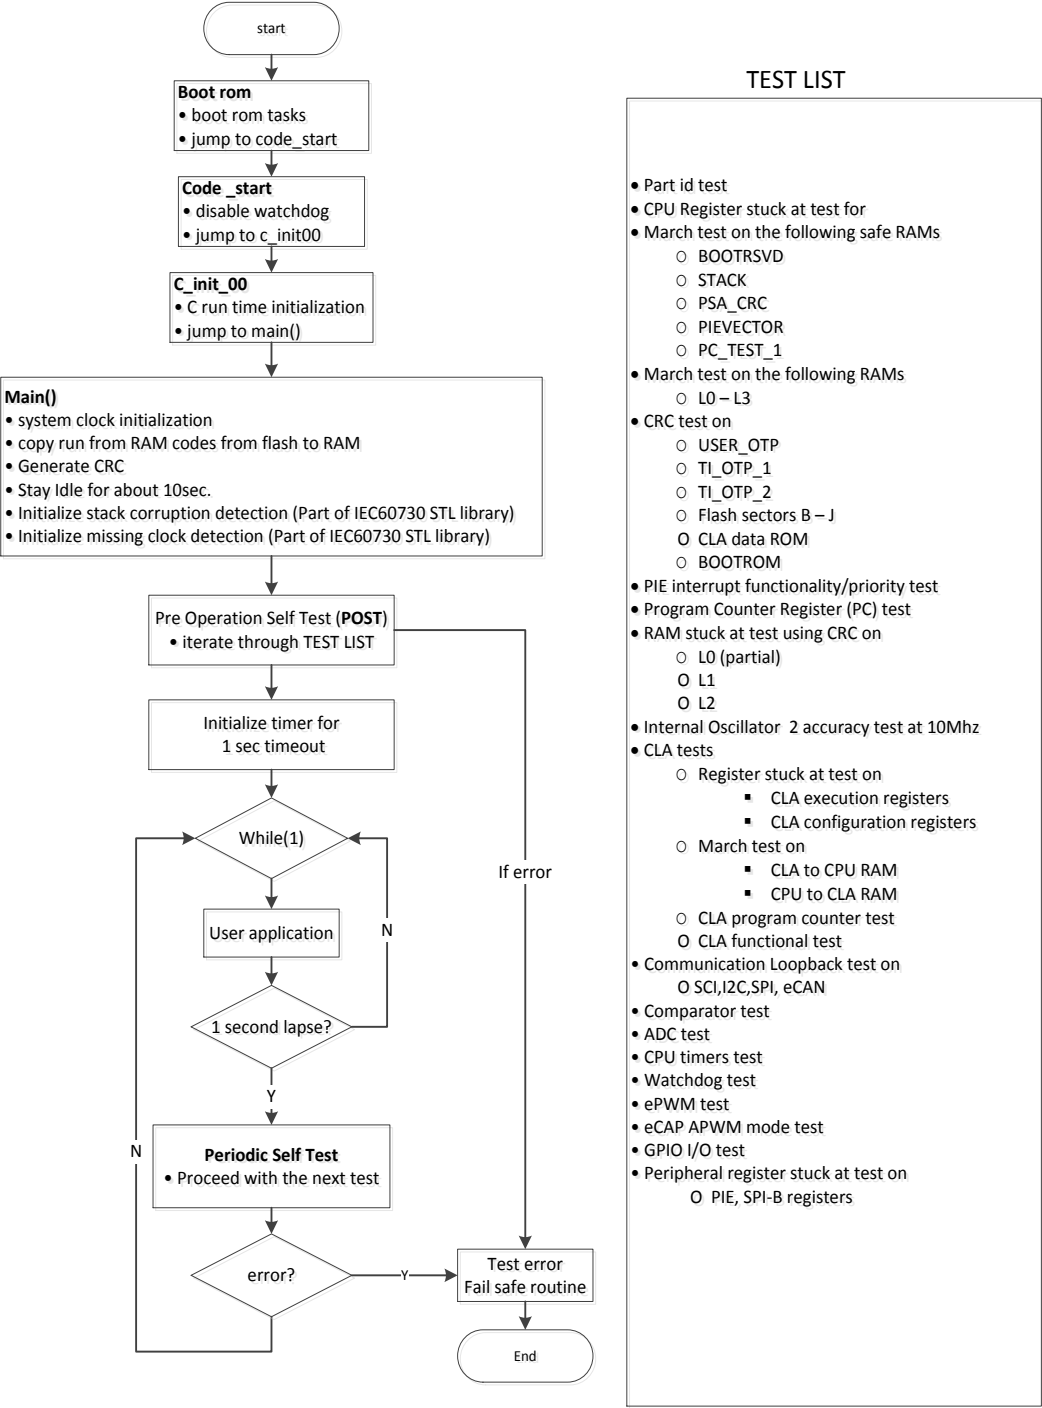 start
Boot rom
• boot rom tasks
• jump to code_start
Code _start
• disable watchdog
• jump to c_init00
C_init_00
• C run time initialization
• jump to main()
Main()
• system clock initialization
• copy run from RAM codes from flash to RAM
• Generate CRC
• Stay Idle for about 10sec.
• Initialize stack corruption detection (Part of IEC60730 STL library)
• Initialize missing clock detection (Part of IEC60730 STL library)
Pre Operation Self Test (POST)
• iterate through TEST LIST
Initialize timer for
1 sec timeout
While(1)
If error
User application
N
1 second lapse?
Y
N
Periodic Self Test
• Proceed with the next test
error?
Y
Test error
Fail safe routine
End
TEST LIST
• Part id test
• CPU Register stuck at test for
• March test on the following safe RAMs
○ BOOTRSVD
○ STACK
○ PSA_CRC
○ PIEVECTOR
○ PC_TEST_1
• March test on the following RAMs
○ L0 – L3
• CRC test on
○ USER_OTP
○ TI_OTP_1
○ TI_OTP_2
○ Flash sectors B – J
O CLA data ROM
○ BOOTROM
• PIE interrupt functionality/priority test
• Program Counter Register (PC) test
• RAM stuck at test using CRC on
○ L0 (partial)
O L1
O L2
• Internal Oscillator 2 accuracy test at 10Mhz
• CLA tests
○ Register stuck at test on
▪ CLA execution registers
▪ CLA configuration registers
○ March test on
▪ CLA to CPU RAM
▪ CPU to CLA RAM
○ CLA program counter test
O CLA functional test
• Communication Loopback test on
O SCI,I2C,SPI, eCAN
• Comparator test
• ADC test
• CPU timers test
• Watchdog test
• ePWM test
• eCAP APWM mode test
• GPIO I/O test
• Peripheral register stuck at test on
O PIE, SPI-B registers